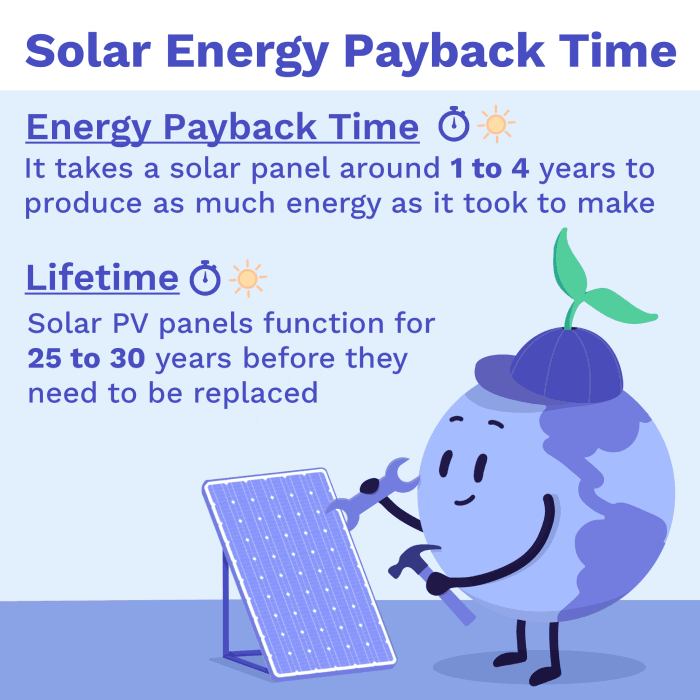 Solar Energy Payback Time
Energy Payback Time
It takes a solar panel around 1 to 4 years to
produce as much energy as it took to make
Lifetime
Solar PV panels function for
25 to 30 years before they
need to be replaced